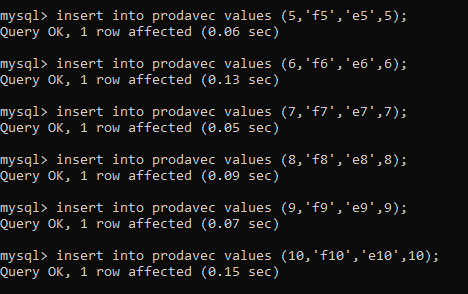 mysql> insert into prodavec values (5,'f5','e5',5);
Query OK, 1 row affected (0.06 sec)
mysql> insert into prodavec values (6,'f6','e6',6);
Query OK, 1 row affected (0.13 sec)
mysql> insert into prodavec values (7,'f7','e7',7);
Query OK, 1 row affected (0.05 sec)
mysql> insert into prodavec values (8,'f8','e8',8);
Query OK, 1 row affected (0.09 sec)
mysql> insert into prodavec values (9,'f9','e9',9);
Query OK, 1 row affected (0.07 sec)
mysql> insert into prodavec values (10,'f10','e10',10);
Query OK, 1 row affected (0.15 sec)